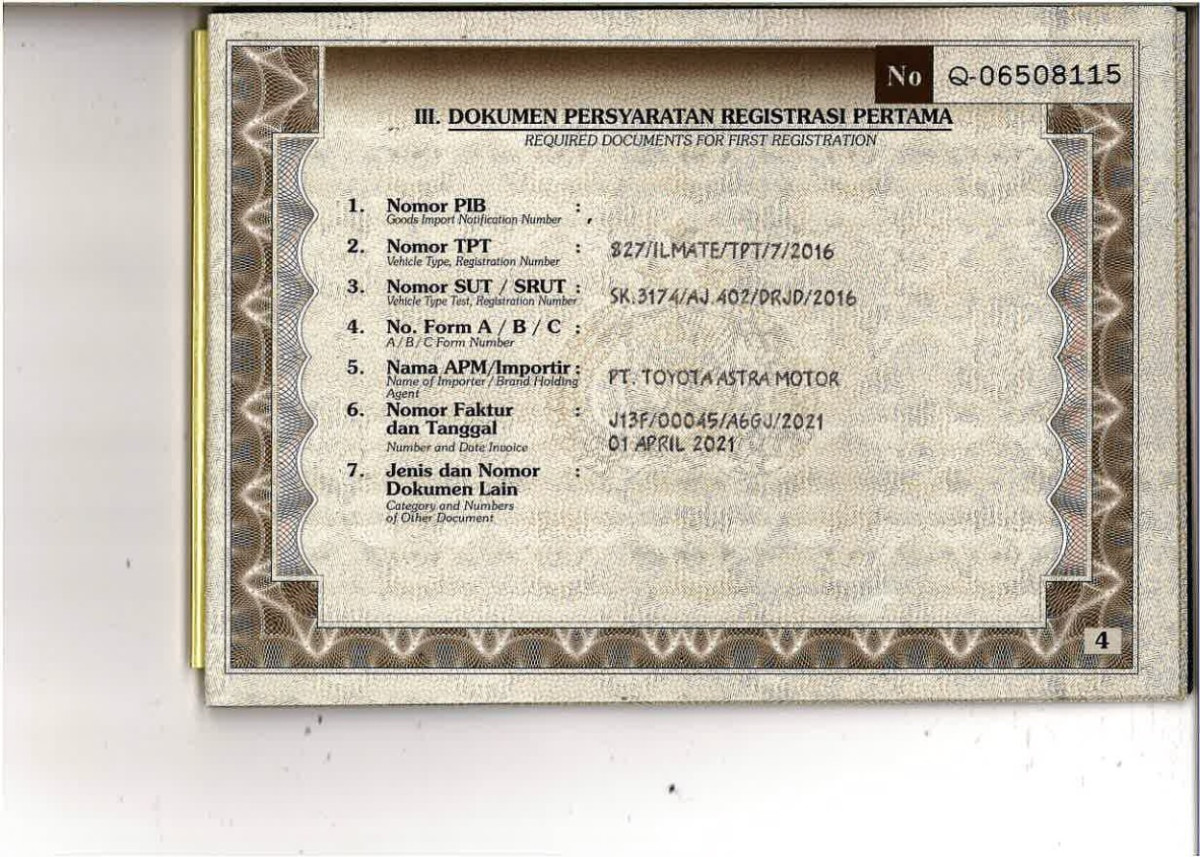 No Q-06508115
III. DOKUMEN PERSYARATAN REGISTRASI PERTAMA
REQUIRED DOCUMENTS FOR FIRST REGISTRATION
1. Nomor PIB :
Goods Import Notification Number
2. Nomor TPT : 827/ILMATE/TPT/7/2016
Vehicle Type, Registration Number
3. Nomor SUT / SRUT : SK.3174/AJ.402/DRJD/2016
Vehicle Type Test, Registration Number
4. No. Form A / B / C :
A / B / C Form Number
5. Nama APM/Importir : PT. TOYOTA ASTRA MOTOR
Name of Importer / Brand Holding
Agent
6. Nomor Faktur : J13F/00045/A6GJ/2021
dan Tanggal 01 APRIL 2021
Number and Date Invoice
7. Jenis dan Nomor :
Dokumen Lain
Category and Numbers
of Other Document
4